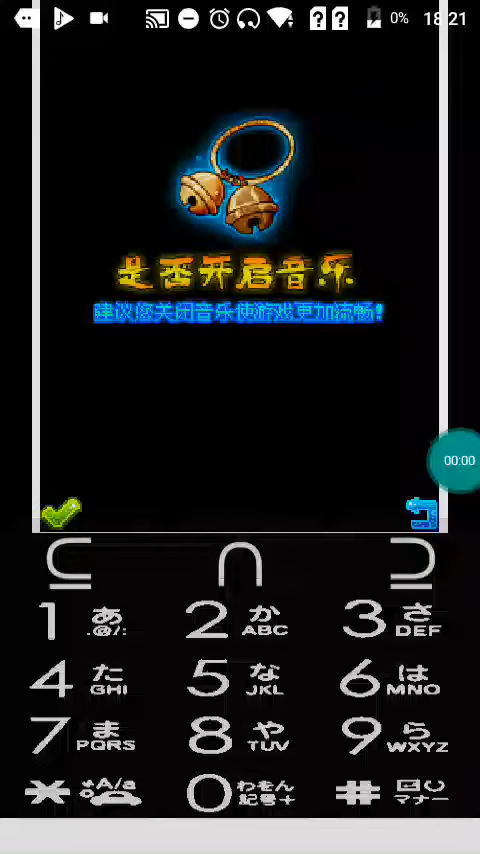 0% 18:21
是否开启音乐
建议您关闭音乐使游戏更加流畅!
00:00
1 あ .@/:
2 か ABC
3 さ DEF
4 た GHI
5 な JKL
6 は MNO
7 ま PQRS
8 や TUV
9 ら WXYZ
* A/a
0 わをん 記号+
# マナー